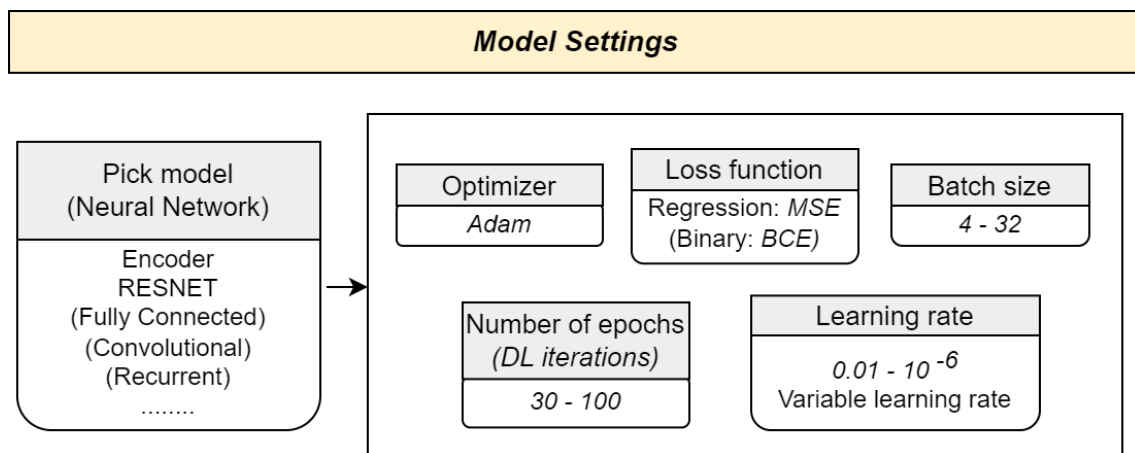 Model Settings
Pick model
(Neural Network)
Encoder
RESNET
(Fully Connected)
(Convolutional)
(Recurrent)
........
Optimizer
Adam
Loss function
Regression: MSE
(Binary: BCE)
Batch size
4 - 32
Number of epochs
(DL iterations)
30 - 100
Learning rate
0.01 - 10 -6
Variable learning rate